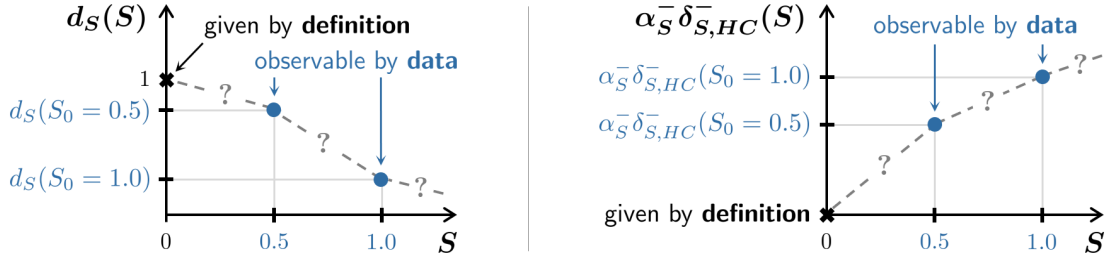 d_S(S)
given by definition
observable by data
1
?
d_S(S_0 = 0.5)
?
d_S(S_0 = 1.0)
?
0
0.5
1.0
S
α_S^- δ_{S,HC}^-(S)
observable by data
?
α_S^- δ_{S,HC}^-(S_0 = 1.0)
?
α_S^- δ_{S,HC}^-(S_0 = 0.5)
?
given by definition
0
0.5
1.0
S